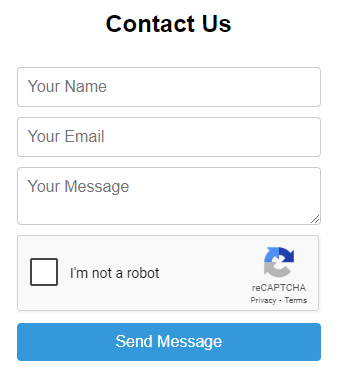 Contact Us
Your Name
Your Email
Your Message
I'm not a robot
reCAPTCHA
Privacy - Terms
Send Message